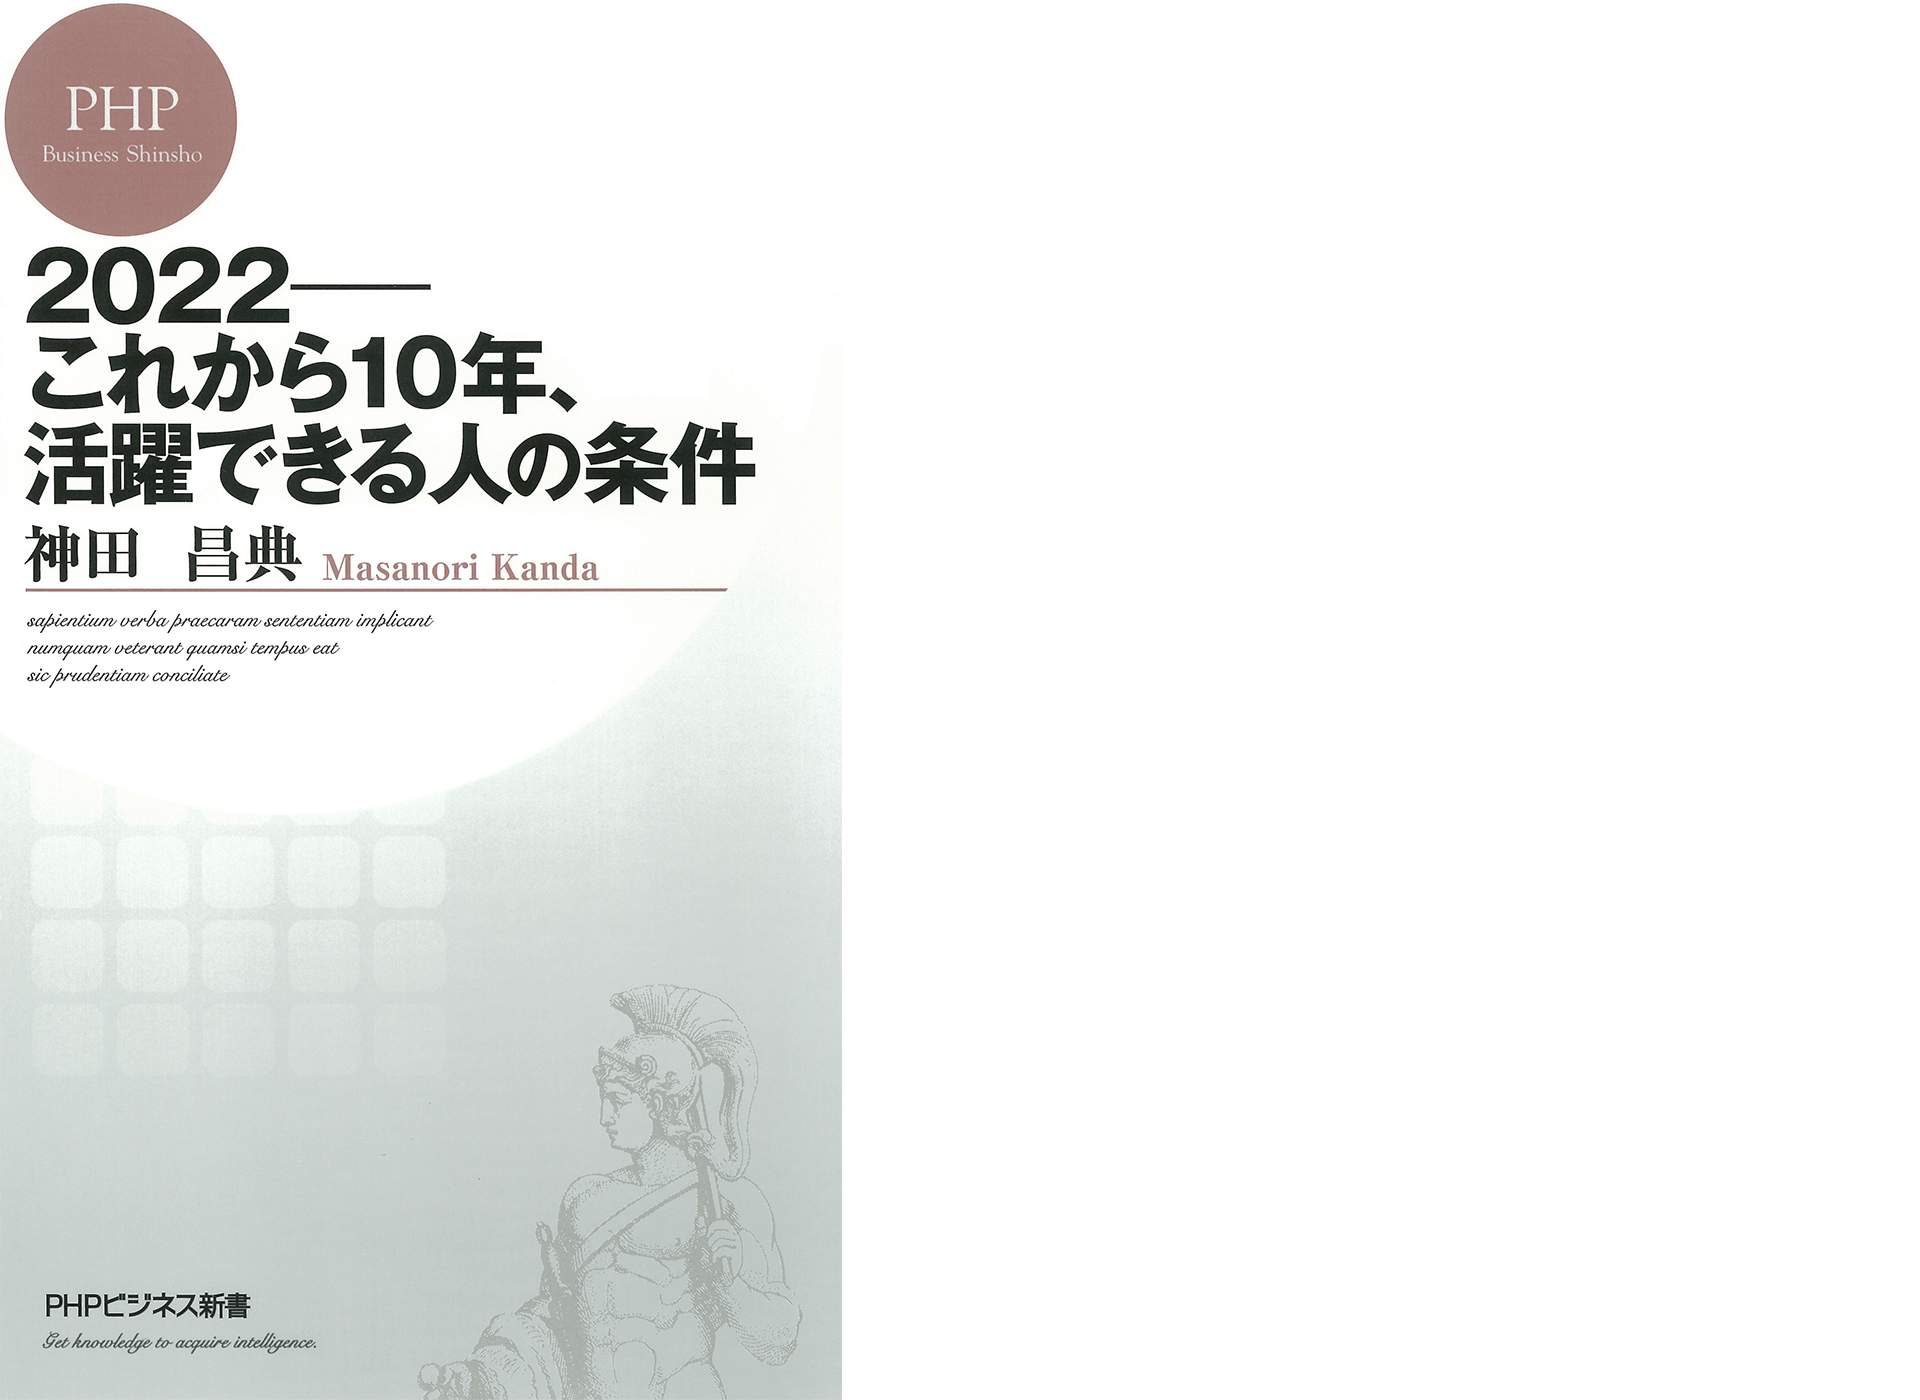 PHP
Business Shinsho
2022――
これから10年、
活躍できる人の条件
神田 昌典 Masanori Kanda
sapientium verba praecaram sententiam implicant
numquam veterant quamsi tempus eat
sic prudentiam conciliate
PHPビジネス新書
Get knowledge to acquire intelligence.